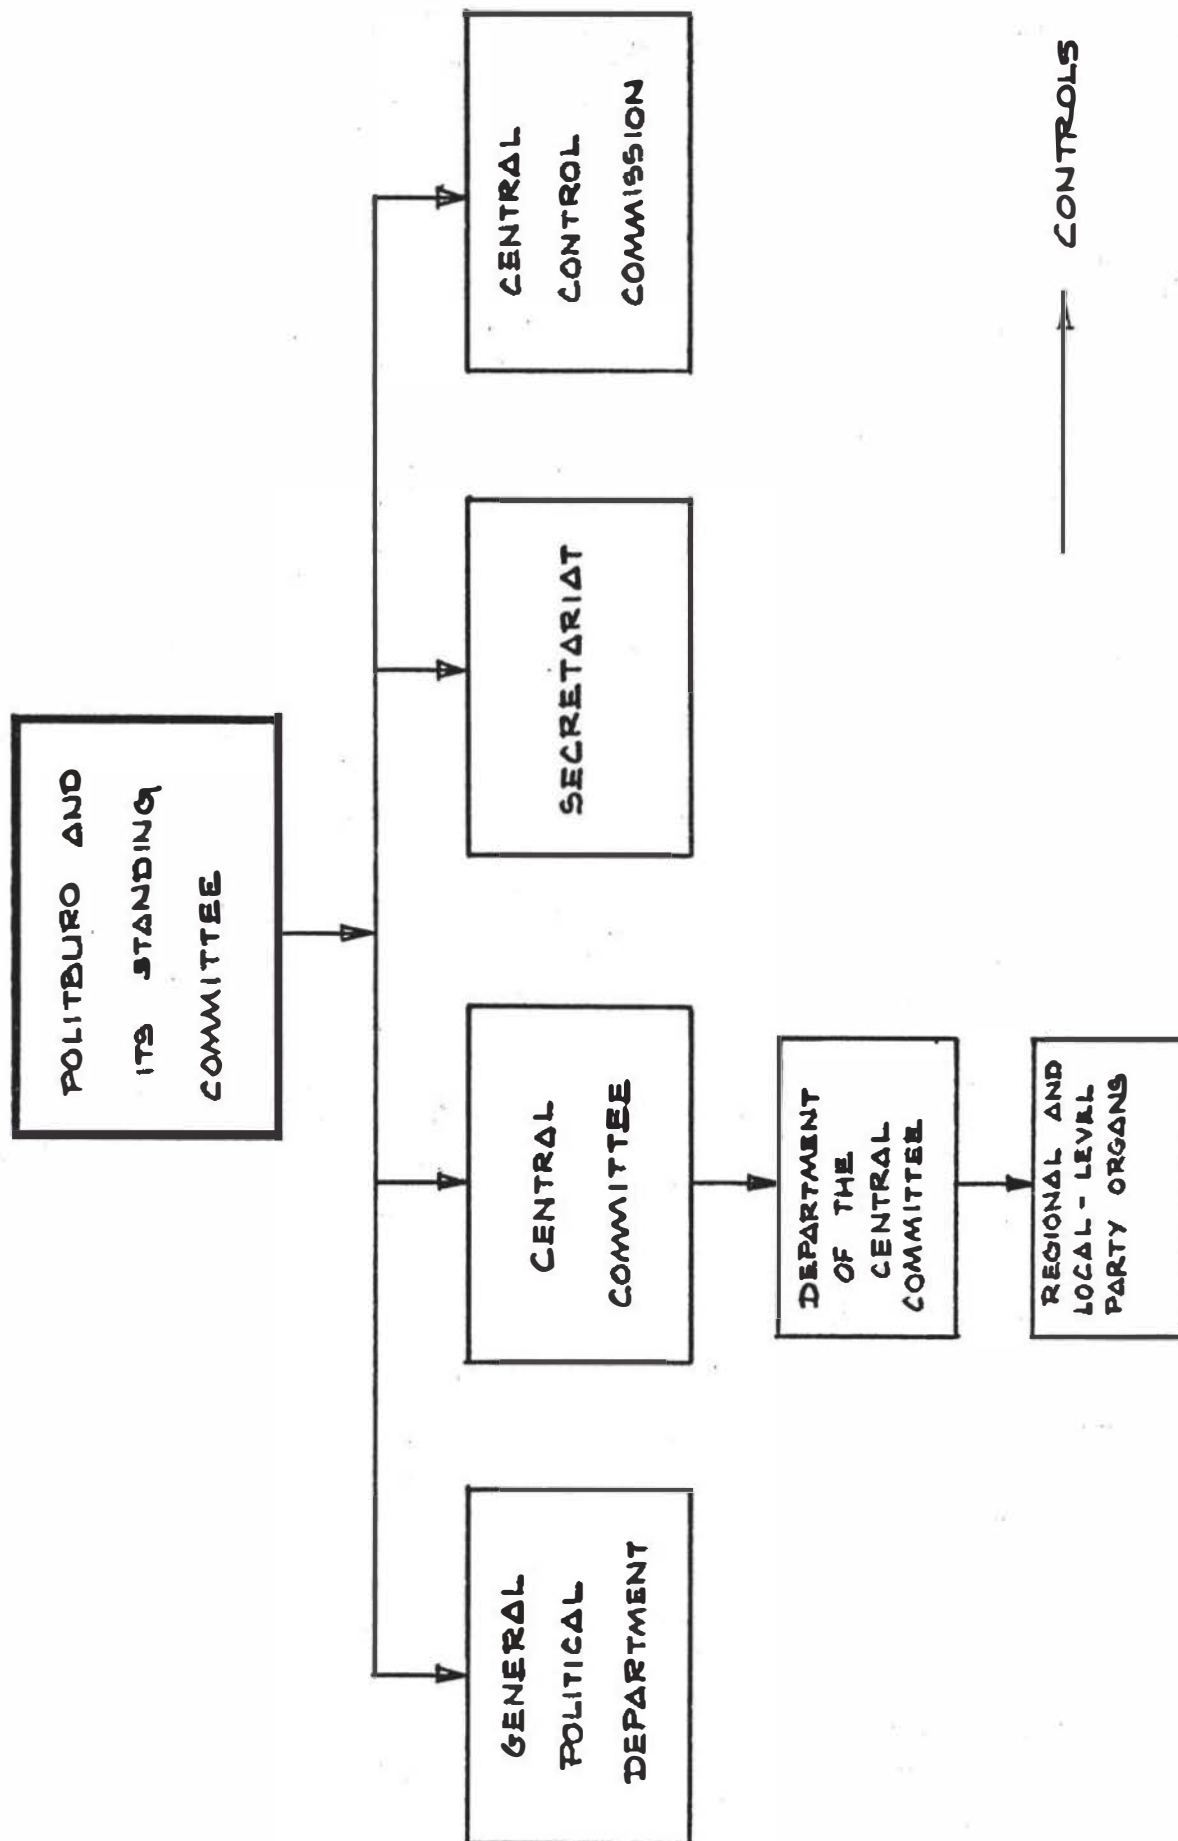 POLITBURO AND
ITS STANDING
COMMITTEE
GENERAL
POLITICAL
DEPARTMENT
CENTRAL
COMMITTEE
SECRETARIAT
CENTRAL
CONTROL
COMMISSION
DEPARTMENT
OF THE
CENTRAL
COMMITTEE
REGIONAL AND
LOCAL-LEVEL
PARTY ORGANS
CONTROLS